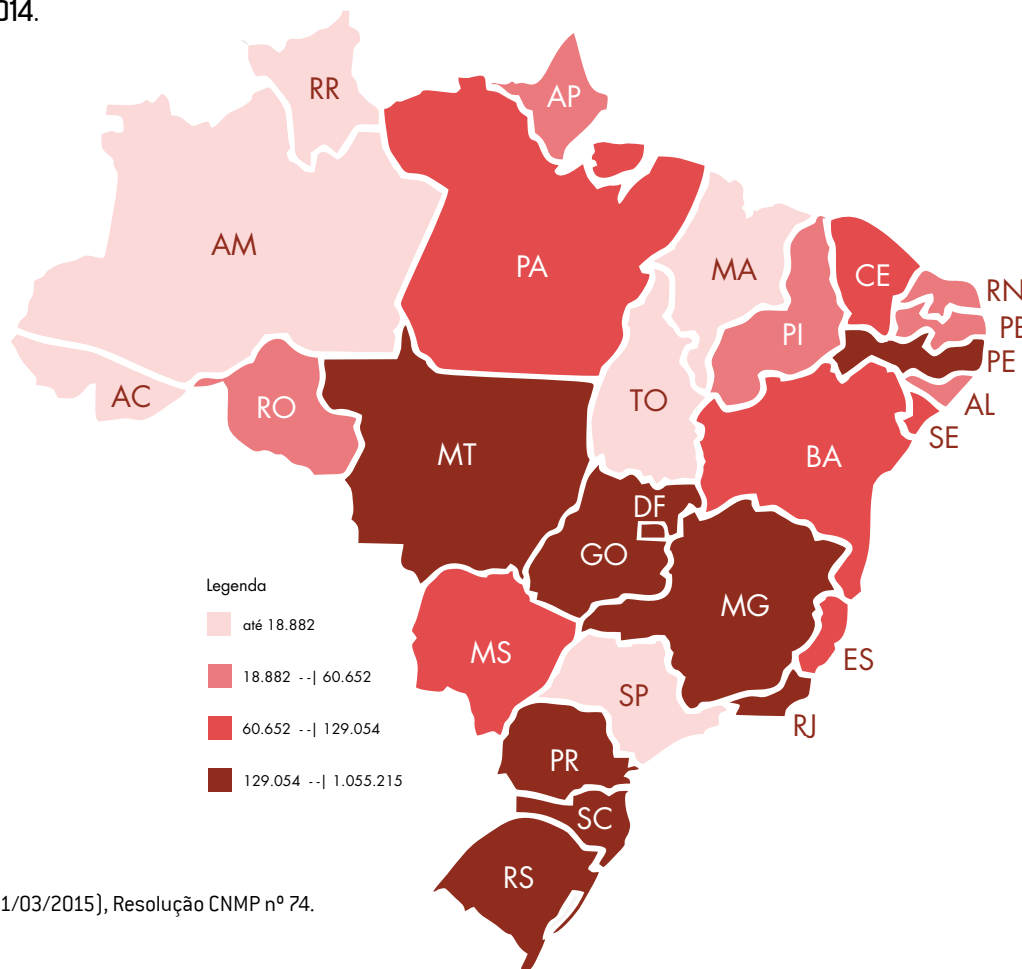 014.
RR
AP
AM
PA
MA
CE
RN
PI
PB
PE
AC
RO
TO
AL
SE
MT
BA
DF
GO
MG
Legenda
até 18.882
MS
ES
18.882 --| 60.652
SP
RJ
60.652 --| 129.054
PR
129.054 --| 1.055.215
SC
RS
1/03/2015), Resolução CNMP nº 74.